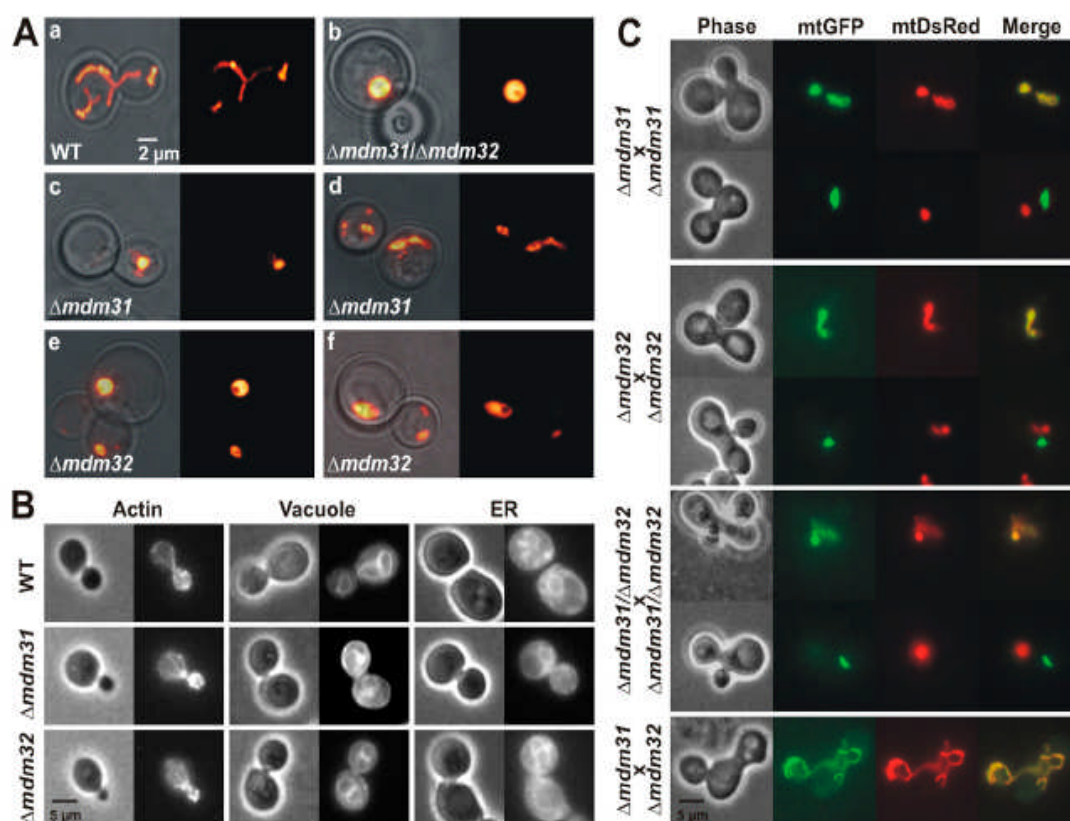 A
a
b
WT
2 µm
Δmdm31/Δmdm32
c
d
Δmdm31
Δmdm31
e
f
Δmdm32
Δmdm32
B
Actin Vacuole ER
WT
Δmdm31
Δmdm32
5 µm
C
Phase mtGFP mtDsRed Merge
Δmdm31
x
Δmdm31
Δmdm32
x
Δmdm32
Δmdm31/Δmdm32
x
Δmdm31/Δmdm32
Δmdm31
x
Δmdm32
5 µm